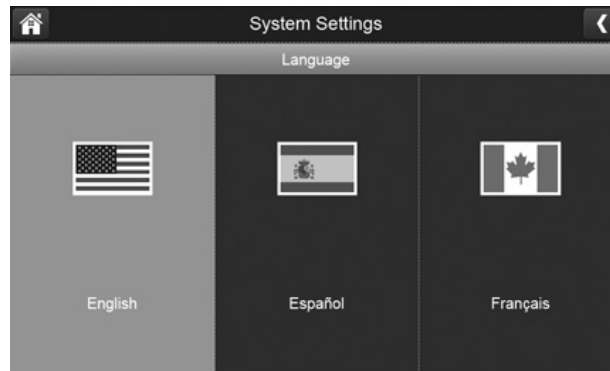 System Settings
Language
English
Español
Français